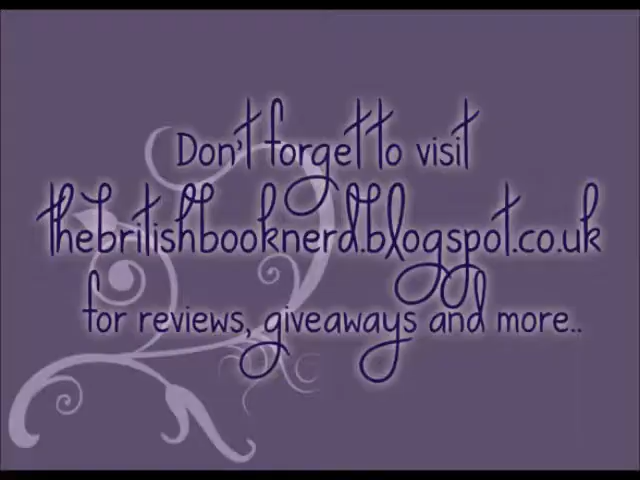 Don't forget to visit
thebritishbooknerd.blogspot.co.uk
for reviews, giveaways and more..